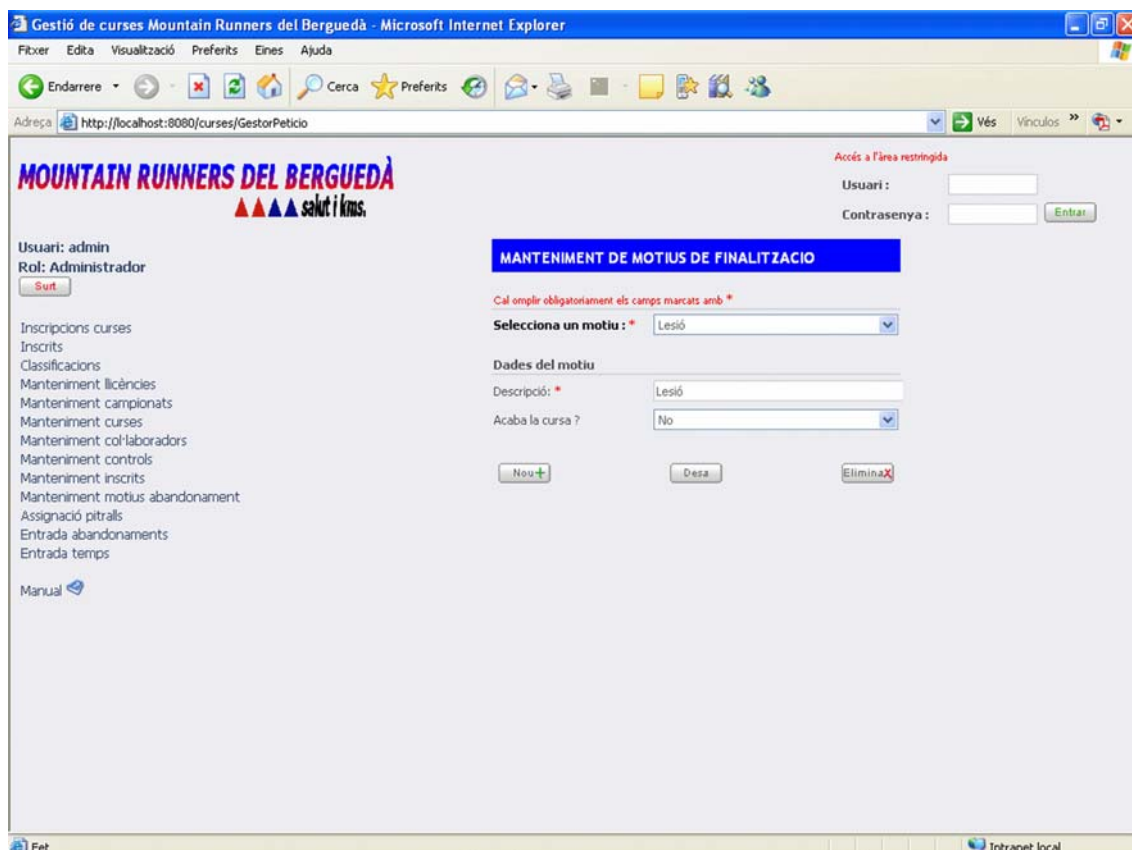 Gestió de curses Mountain Runners del Berguedà - Microsoft Internet Explorer
Fitxer Edita Visualització Preferits Eines Ajuda
Endarrere Cerca Preferits
Adreça http://localhost:8080/curses/GestorPeticio Vés Vínculos »
MOUNTAIN RUNNERS DEL BERGUEDÀ
salut i kms.
Accés a l'àrea restringida
Usuari :
Contrasenya : Entrar
Usuari: admin
Rol: Administrador
Surt
Inscripcions curses
Inscrits
Classificacions
Manteniment llicències
Manteniment campionats
Manteniment curses
Manteniment col·laboradors
Manteniment controls
Manteniment inscrits
Manteniment motius abandonament
Assignació pitralls
Entrada abandonaments
Entrada temps
Manual
MANTENIMENT DE MOTIUS DE FINALITZACIO
Cal omplir obligatoriament els camps marcats amb *
Selecciona un motiu : * Lesió
Dades del motiu
Descripció: * Lesió
Acaba la cursa ? No
Nou+ Desa EliminaX
Fet Intranet local